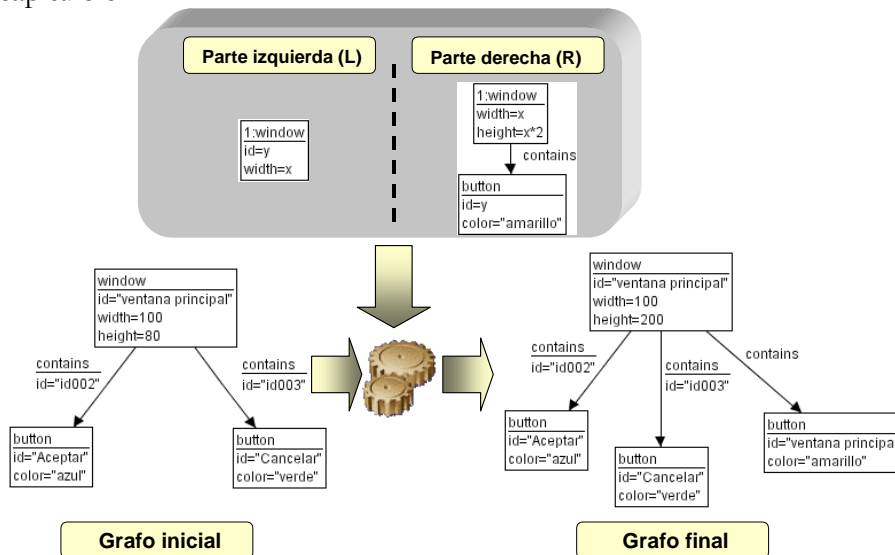 Parte izquierda (L)
Parte derecha (R)
1:window
id=y
width=x
1:window
width=x
height=x*2
contains
button
id=y
color="amarillo"
window
id="ventana principal"
width=100
height=80
contains
id="id002"
contains
id="id003"
button
id="Aceptar"
color="azul"
button
id="Cancelar"
color="verde"
Grafo inicial
window
id="ventana principal"
width=100
height=200
contains
id="id002"
contains
id="id003"
contains
button
id="Aceptar"
color="azul"
button
id="Cancelar"
color="verde"
button
id="ventana principa
color="amarillo"
Grafo final